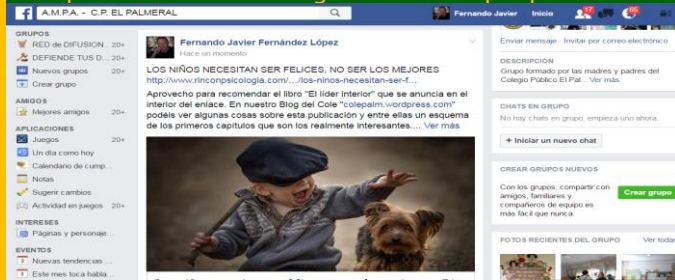 A.M.P.A. - C.P. EL PALMERAL
Fernando Javier Inicio
GRUPOS
RED de DIFUSION... 20+
DEFIENDE TUS D... 20+
Nuevos grupos 20+
Crear grupo
AMIGOS
Mejores amigos 20+
APLICACIONES
Juegos 20+
Un día como hoy
Calendario de cump...
Notas
Sugerir cambios
Actividad en juegos 20+
INTERESES
Páginas y personaje...
EVENTOS
Nuevas tendencias ...
Este mes toca habla...
Fernando Javier Fernández López
Hace un momento
LOS NIÑOS NECESITAN SER FELICES, NO SER LOS MEJORES
http://www.rinconpsicologia.com/.../los-ninos-necesitan-ser-f...
Aprovecho para recomendar el libro "El líder interior" que se anuncia en el
interior del enlace. En nuestro Blog del Cole "colepalm.wordpress.com"
podéis ver algunas cosas sobre esta publicación y entre ellas un esquema
de los primeros capítulos que son los realmente interesantes.... Ver más
Enviar mensaje · Invitar por correo electrónico
DESCRIPCIÓN
Grupo formado por las madres y padres del
Colegio Público El Pal... Ver más
CHATS EN GRUPO
No hay chats en grupo, empieza uno ahora.
+ Iniciar un nuevo chat
CREAR GRUPOS NUEVOS
Con los grupos, compartir con
amigos, familiares y
compañeros de equipo es
más fácil que nunca.
Crear grupo
FOTOS RECIENTES DEL GRUPO Ver todas